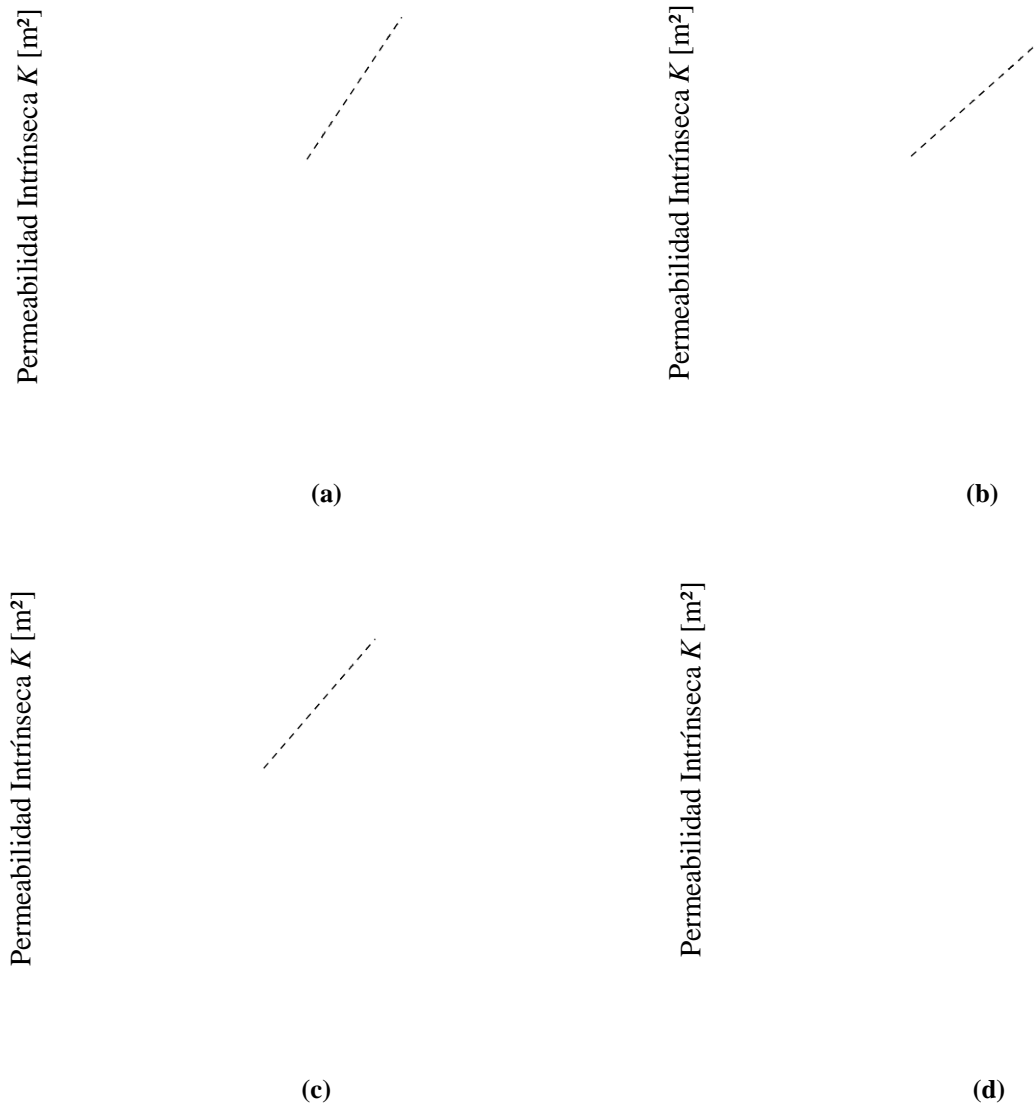 Permeabilidad Intrínseca K [m²]
Permeabilidad Intrínseca K [m²]
(a)
(b)
Permeabilidad Intrínseca K [m²]
Permeabilidad Intrínseca K [m²]
(c)
(d)